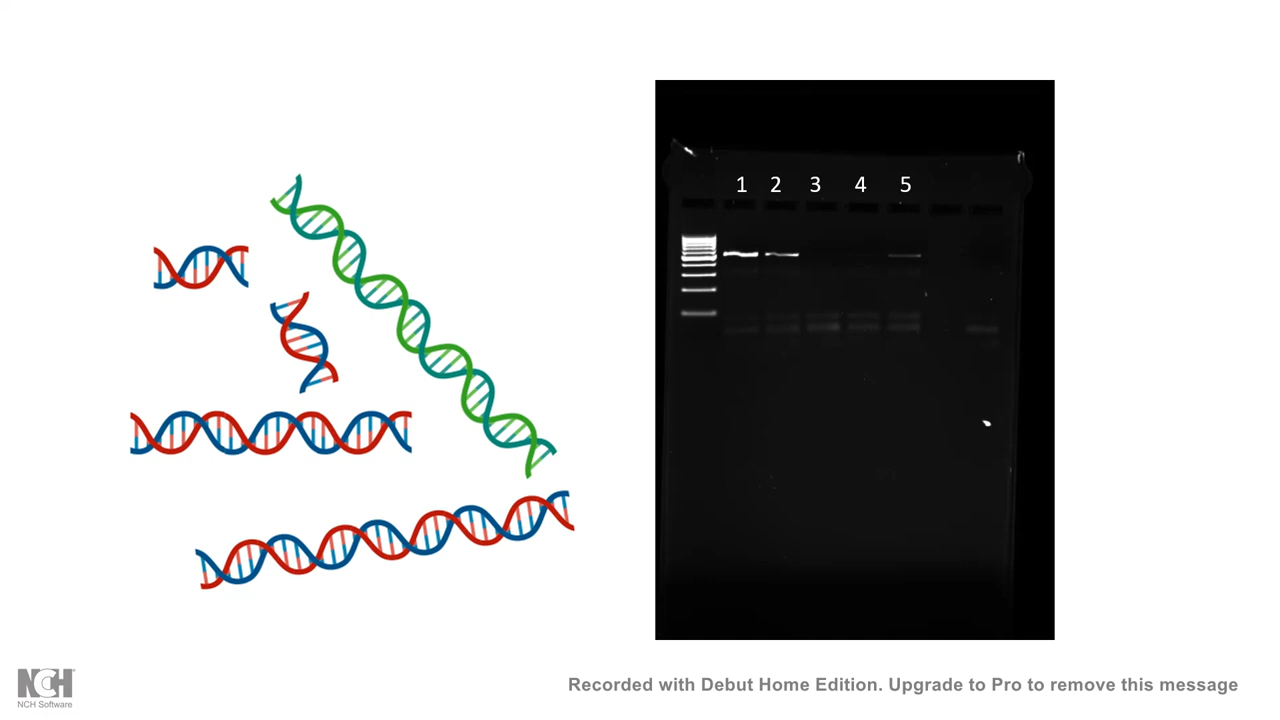 1 2 3 4 5
NCH
NCH Software
Recorded with Debut Home Edition. Upgrade to Pro to remove this message